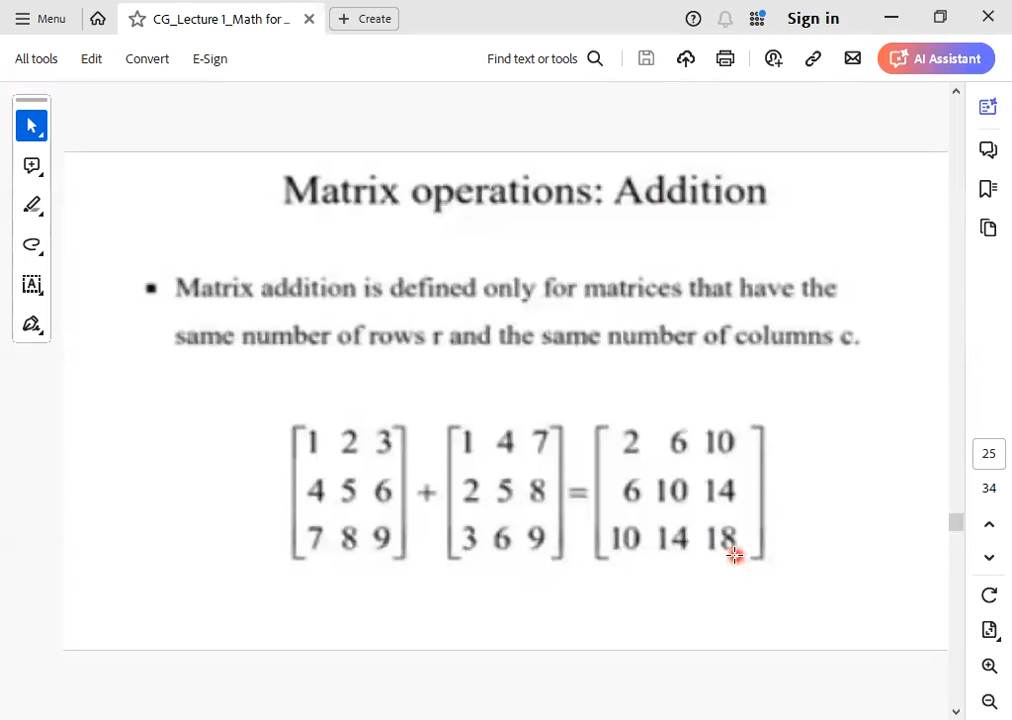 Menu
CG_Lecture 1_Math for ...
Create
Sign in
All tools
Edit
Convert
E-Sign
Find text or tools
AI Assistant
Matrix operations: Addition
▪ Matrix addition is defined only for matrices that have the
same number of rows r and the same number of columns c.
1 2 3   1 4 7   2 6 10
4 5 6 + 2 5 8 = 6 10 14
7 8 9   3 6 9   10 14 18
25
34